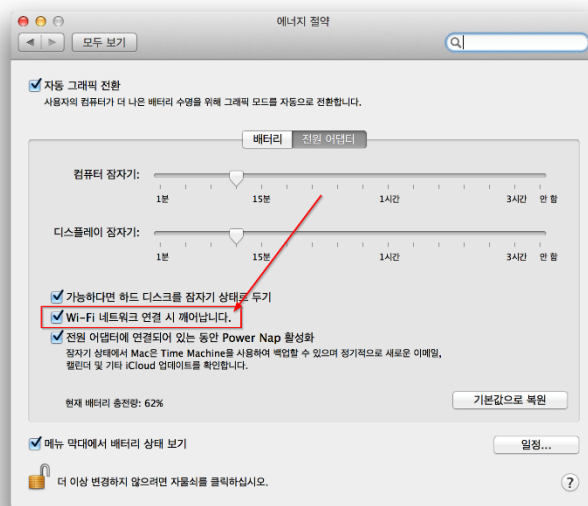 에너지 절약
모두 보기
자동 그래픽 전환
사용자의 컴퓨터가 더 나은 배터리 수명을 위해 그래픽 모드를 자동으로 전환합니다.
배터리 전원 어댑터
컴퓨터 잠자기:
1분 15분 1시간 3시간 안 함
디스플레이 잠자기:
1분 15분 1시간 3시간 안 함
가능하다면 하드 디스크를 잠자기 상태로 두기
Wi-Fi 네트워크 연결 시 깨어납니다.
전원 어댑터에 연결되어 있는 동안 Power Nap 활성화
잠자기 상태에서 Mac은 Time Machine을 사용하여 백업할 수 있으며 정기적으로 새로운 이메일,
캘린더 및 기타 iCloud 업데이트를 확인합니다.
현재 배터리 충전량: 62%
기본값으로 복원
메뉴 막대에서 배터리 상태 보기
일정...
더 이상 변경하지 않으려면 자물쇠를 클릭하십시오.
?